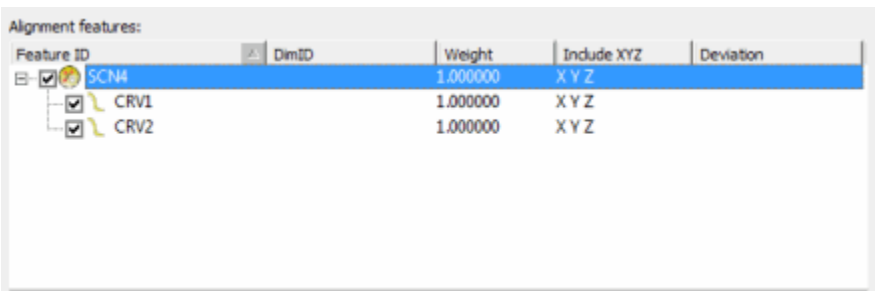 Alignment features:
Feature ID DimID Weight Include XYZ Deviation
SCN4 1.000000 X Y Z
CRV1 1.000000 X Y Z
CRV2 1.000000 X Y Z